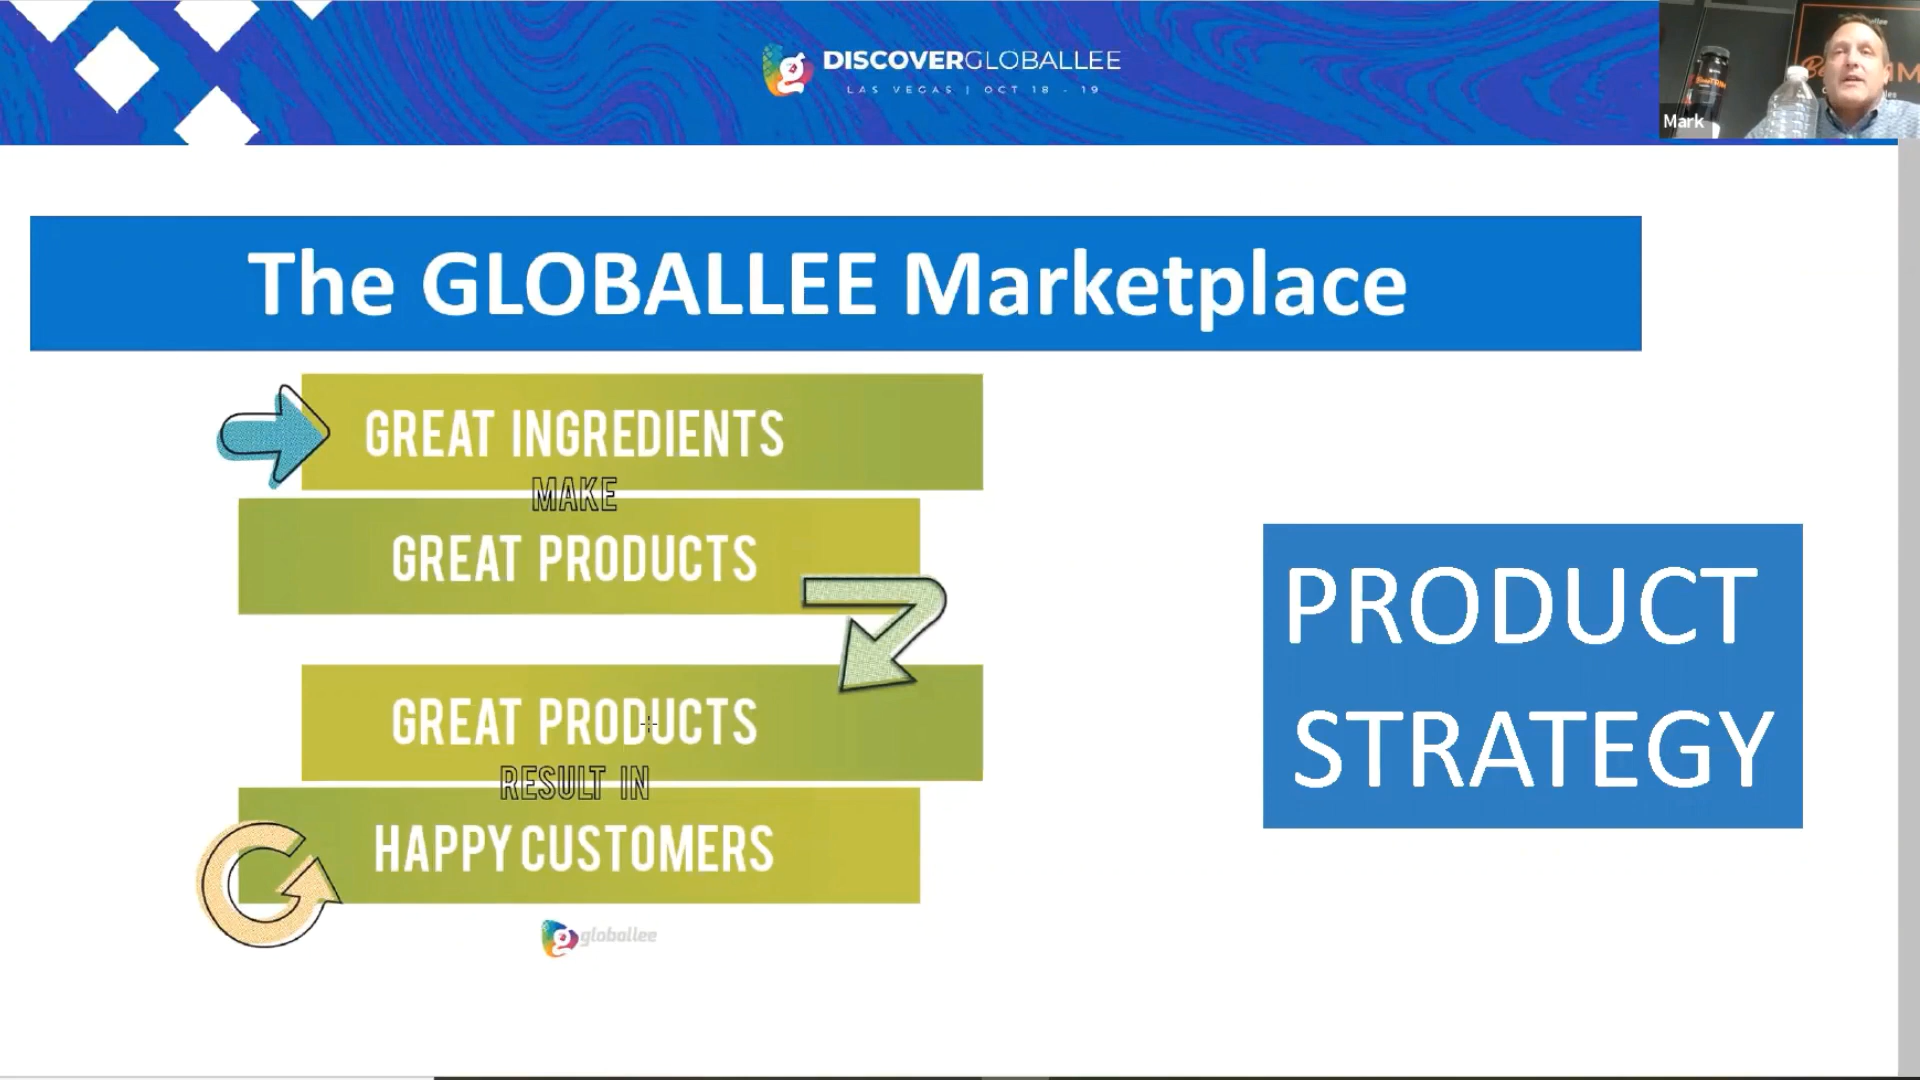 DISCOVERGLOBALLEE
LAS VEGAS | OCT 18 - 19
Mark
The GLOBALLEE Marketplace
GREAT INGREDIENTS
MAKE
GREAT PRODUCTS
GREAT PRODUCTS
RESULT IN
HAPPY CUSTOMERS
globallee
PRODUCT
STRATEGY